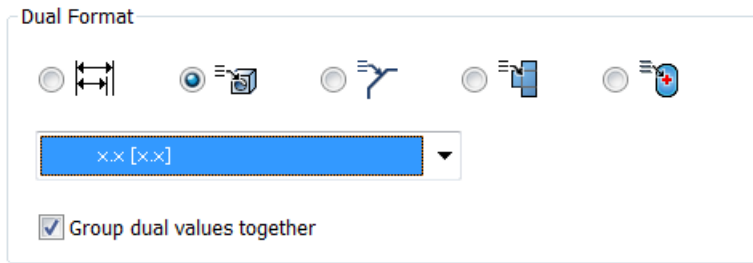 Dual Format
x.x [x.x]
Group dual values together